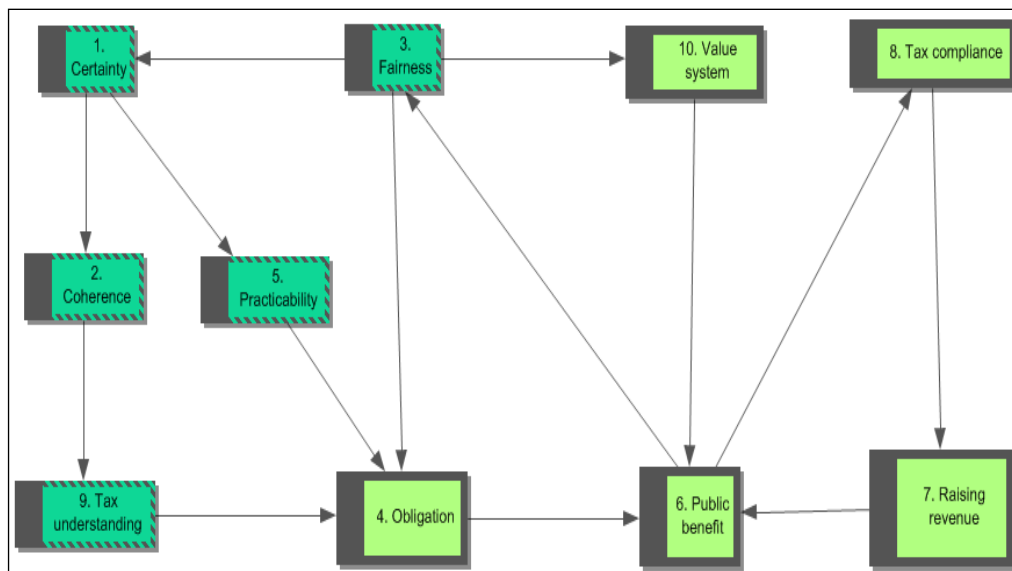 1.
Certainty
3.
Fairness
10. Value
system
8. Tax compliance
2.
Coherence
5.
Practicability
9. Tax
understanding
4. Obligation
6. Public
benefit
7. Raising
revenue